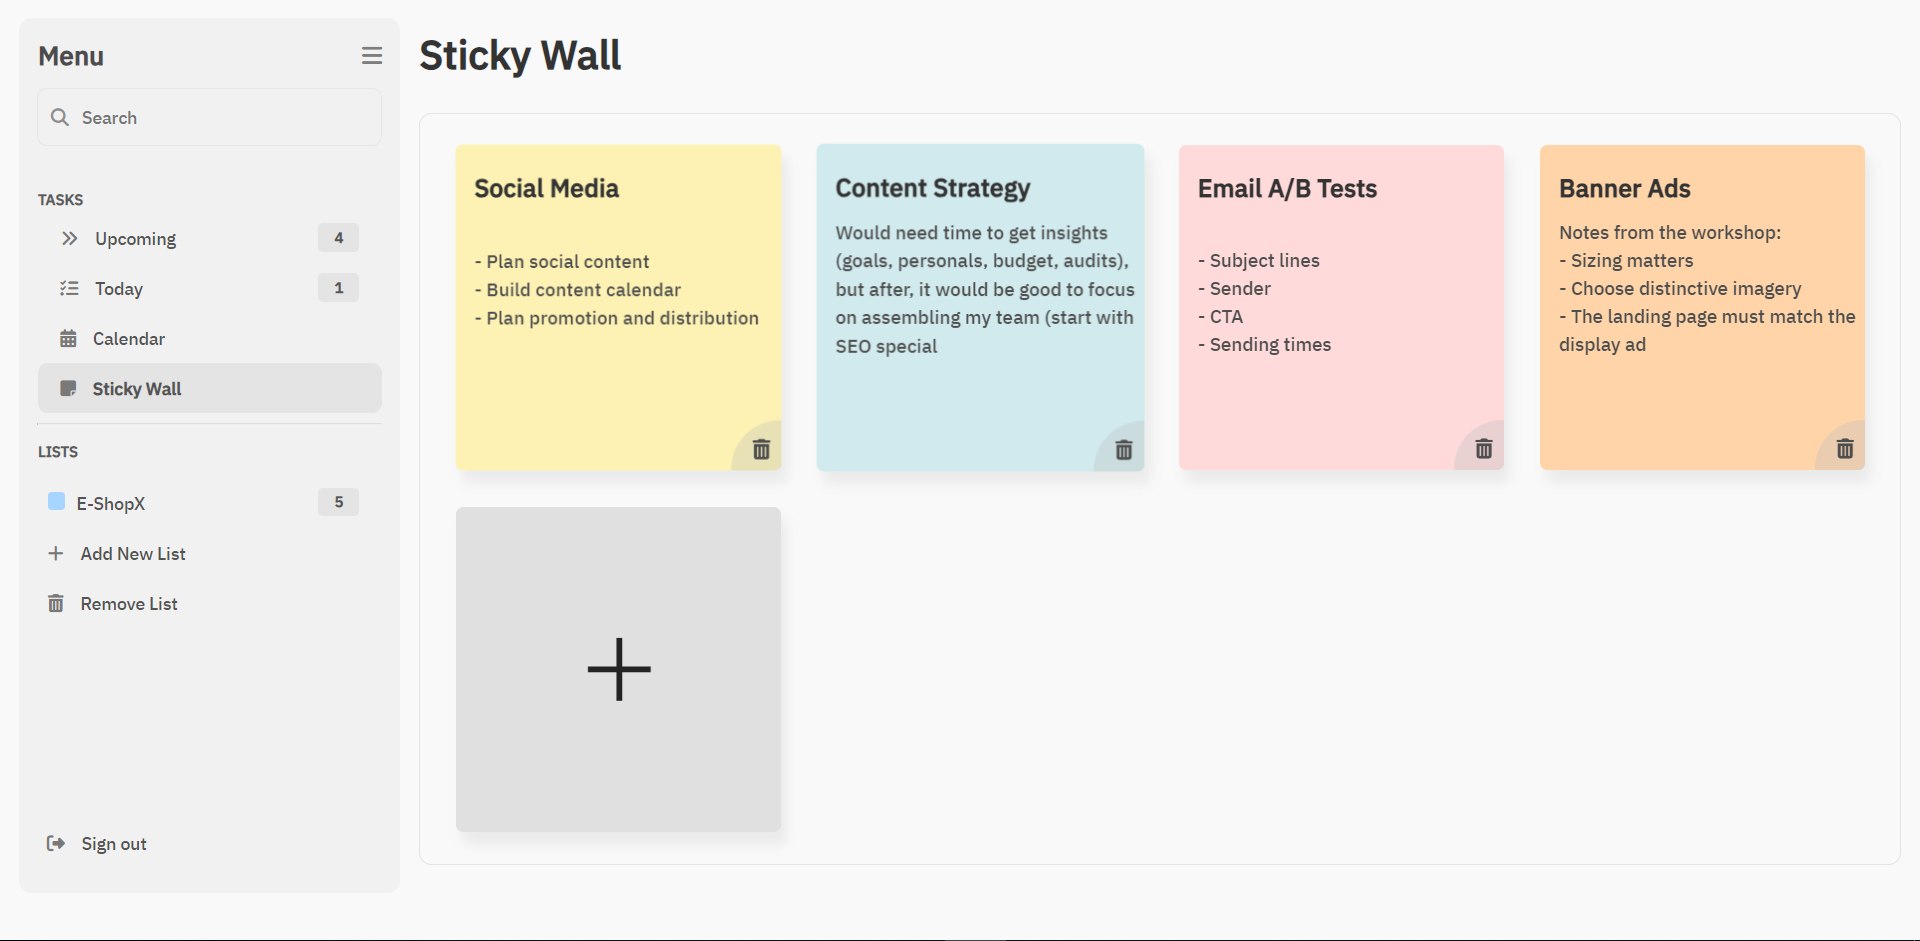 Menu
Search
TASKS
Upcoming 4
Today 1
Calendar
Sticky Wall
LISTS
E-ShopX 5
Add New List
Remove List
Sign out
Sticky Wall
Social Media
- Plan social content
- Build content calendar
- Plan promotion and distribution
Content Strategy
Would need time to get insights
(goals, personals, budget, audits),
but after, it would be good to focus
on assembling my team (start with
SEO special
Email A/B Tests
- Subject lines
- Sender
- CTA
- Sending times
Banner Ads
Notes from the workshop:
- Sizing matters
- Choose distinctive imagery
- The landing page must match the
display ad